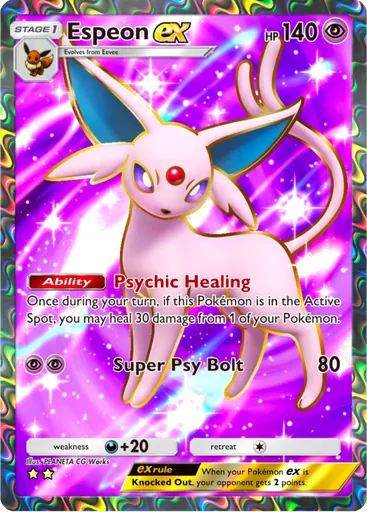 STAGE 1 Espeon ex HP 140
Evolves from Eevee
Ability Psychic Healing
Once during your turn, if this Pokémon is in the Active
Spot, you may heal 30 damage from 1 of your Pokémon.
Super Psy Bolt 80
weakness +20 retreat
Illus. PLANETA CG Works
ex rule When your Pokémon ex is
Knocked Out, your opponent gets 2 points.